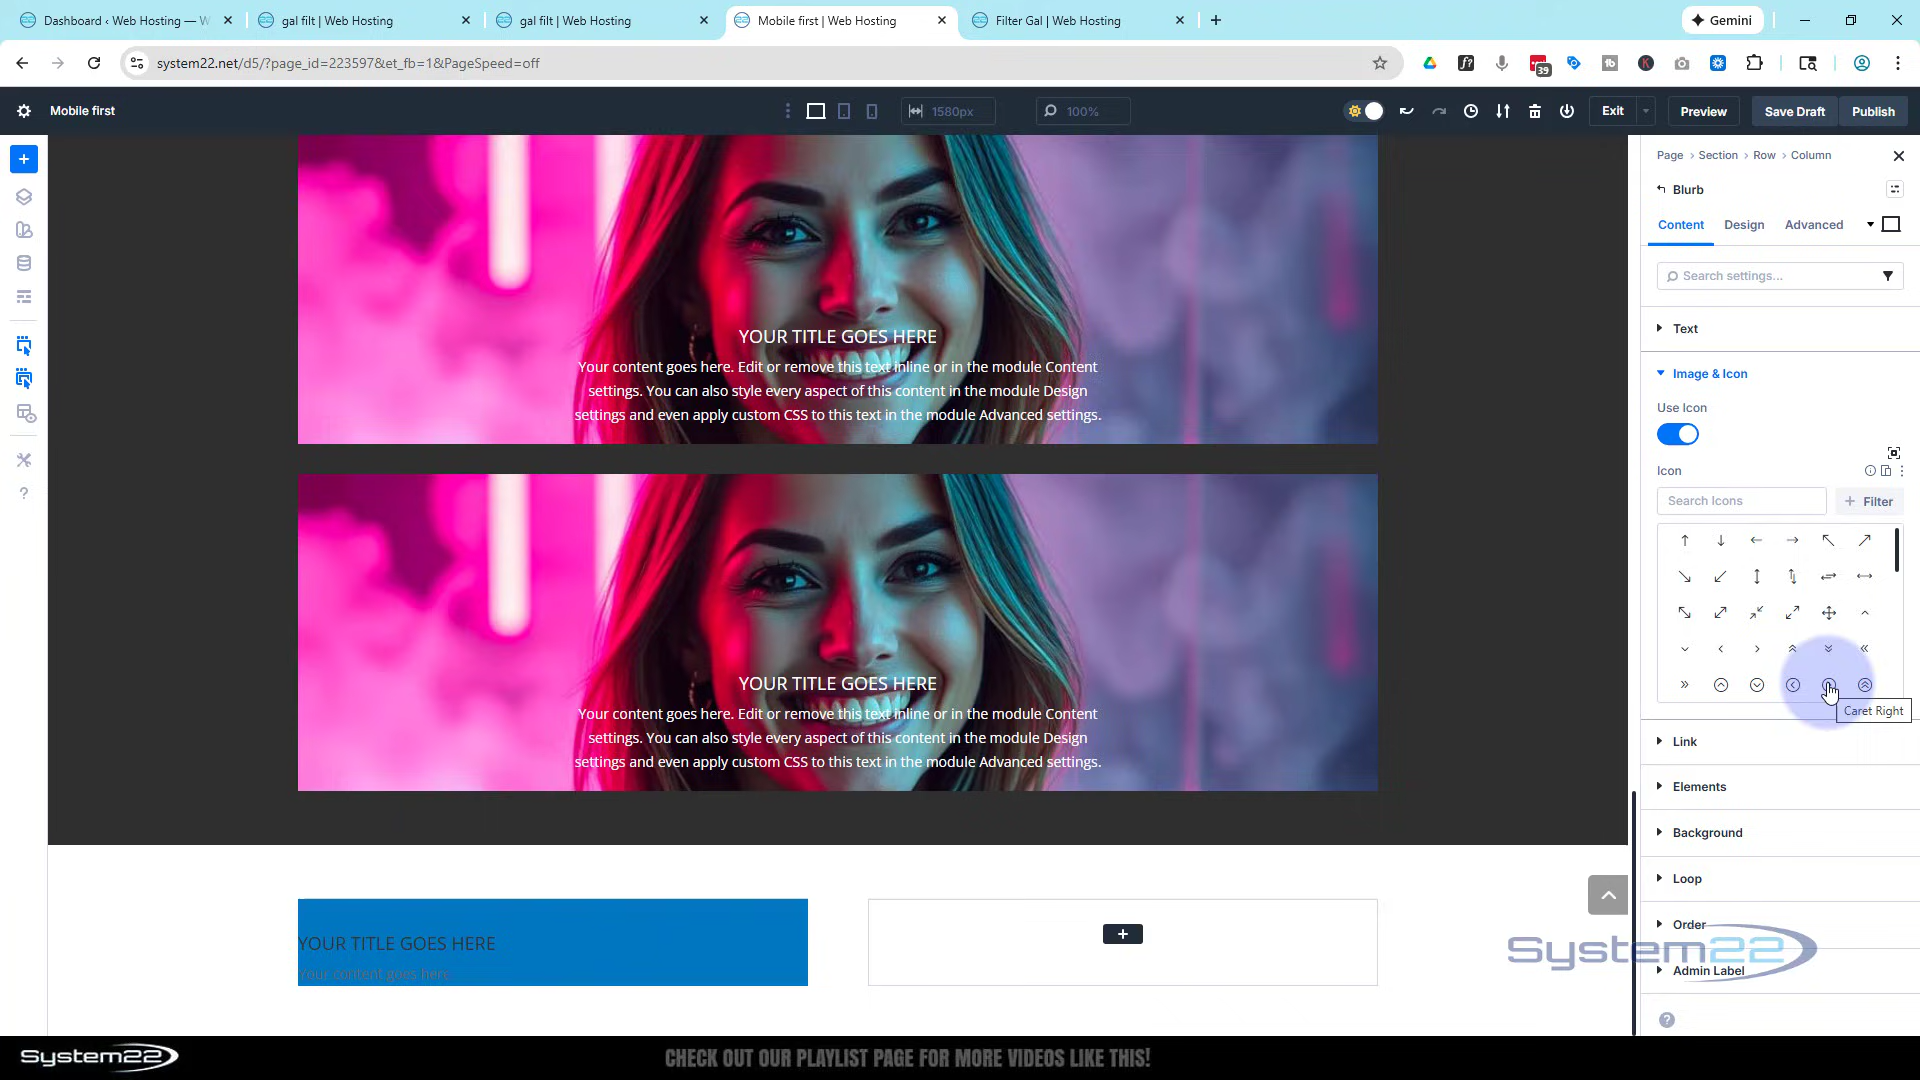 Dashboard ‹ Web Hosting — W
gal filt | Web Hosting
gal filt | Web Hosting
Mobile first | Web Hosting
Filter Gal | Web Hosting
Gemini
system22.net/d5/?page_id=223597&et_fb=1&PageSpeed=off
39
Mobile first
1580px
100%
Exit
Preview
Save Draft
Publish
Page › Section › Row › Column
Blurb
Content
Design
Advanced
Search settings...
Text
Image & Icon
Use Icon
Icon
Search Icons
+ Filter
Caret Right
Link
Elements
Background
Loop
Order
Admin Label
YOUR TITLE GOES HERE
Your content goes here. Edit or remove this text inline or in the module Content
settings. You can also style every aspect of this content in the module Design
settings and even apply custom CSS to this text in the module Advanced settings.
YOUR TITLE GOES HERE
Your content goes here. Edit or remove this text inline or in the module Content
settings. You can also style every aspect of this content in the module Design
settings and even apply custom CSS to this text in the module Advanced settings.
YOUR TITLE GOES HERE
Your content goes here.
System22
System22
CHECK OUT OUR PLAYLIST PAGE FOR MORE VIDEOS LIKE THIS!